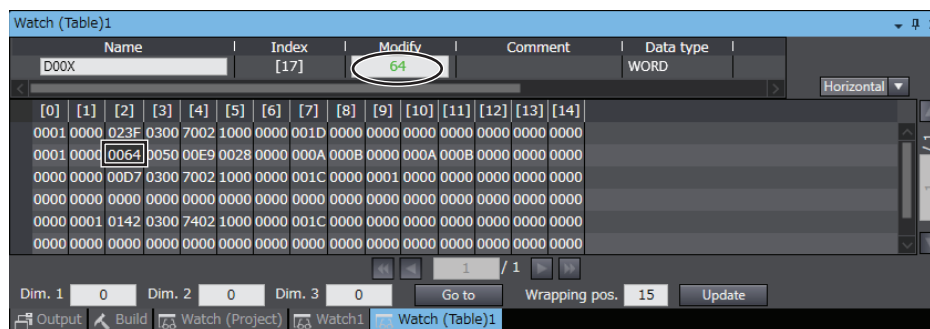 Watch (Table)1
Name Index Modify Comment Data type
D00X [17] 64 WORD
Horizontal
[0] [1] [2] [3] [4] [5] [6] [7] [8] [9] [10] [11] [12] [13] [14]
0001 0000 023F 0300 7002 1000 0000 001D 0000 0000 0000 0000 0000 0000 0000
0001 0000 0064 0050 00E9 0028 0000 000A 000B 0000 000A 000B 0000 0000 0000
0000 0000 00D7 0300 7002 1000 0000 001C 0000 0001 0000 0000 0000 0000 0000
0000 0000 0000 0000 0000 0000 0000 0000 0000 0000 0000 0000 0000 0000 0000
0000 0001 0142 0300 7402 1000 0000 001C 0000 0000 0000 0000 0000 0000 0000
0000 0000 0000 0000 0000 0000 0000 0000 0000 0000 0000 0000 0000 0000 0000
1 / 1
Dim. 1 0 Dim. 2 0 Dim. 3 0 Go to Wrapping pos. 15 Update
Output Build Watch (Project) Watch1 Watch (Table)1